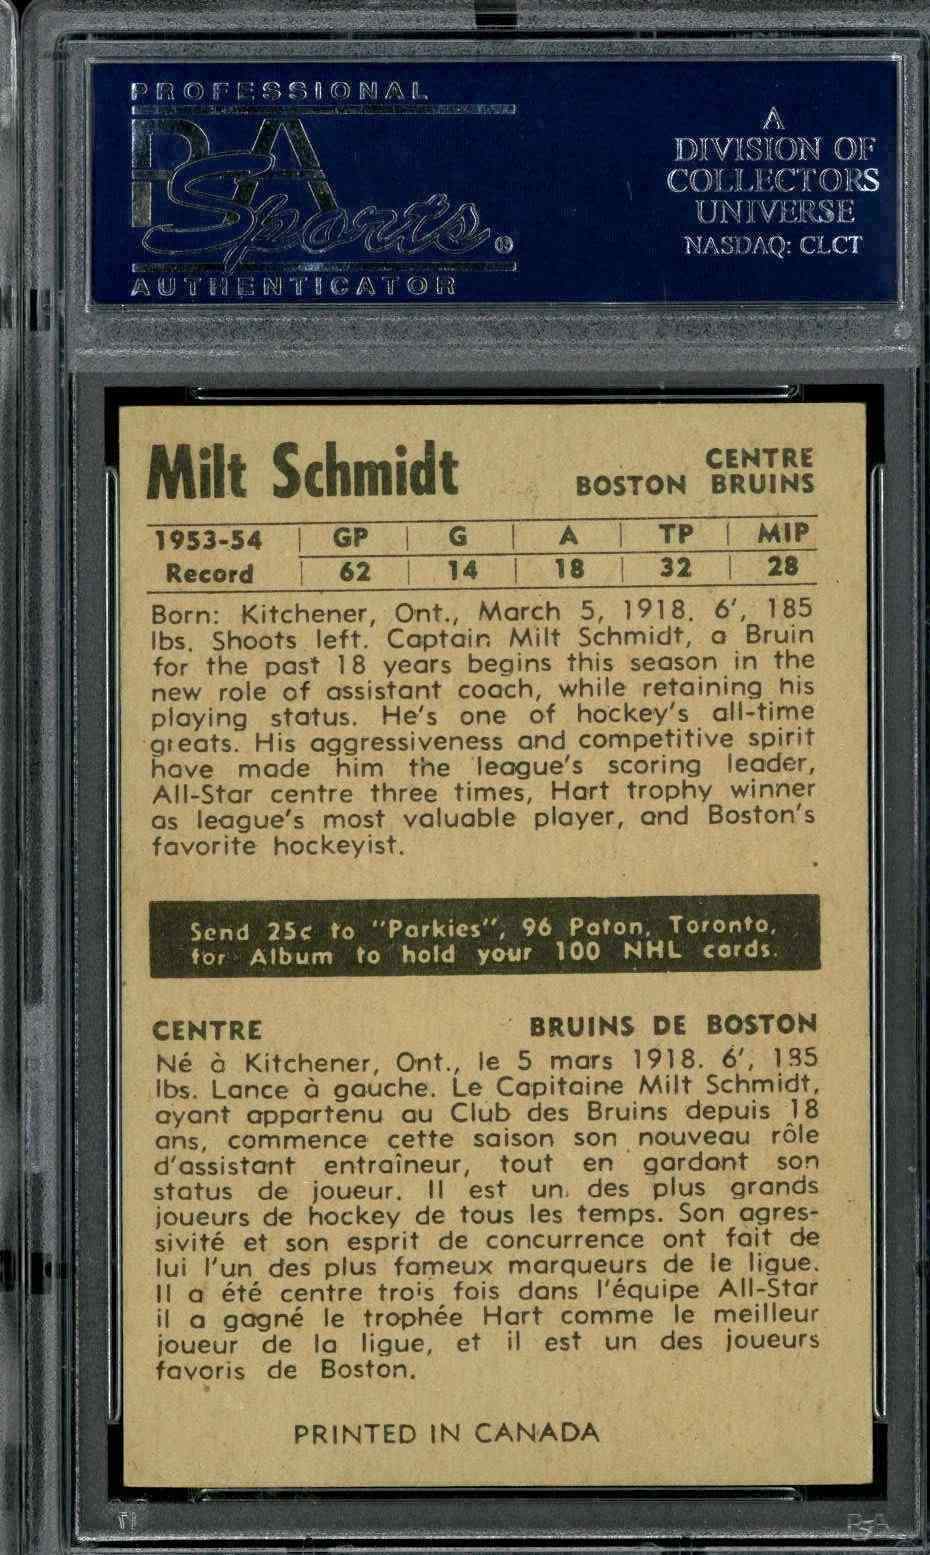 PROFESSIONAL
PSA
Sports®
AUTHENTICATOR
A
DIVISION OF
COLLECTORS
UNIVERSE
NASDAQ: CLCT
Milt Schmidt
CENTRE
BOSTON BRUINS
1953-54 | GP | G | A | TP | MIP
Record | 62 | 14 | 18 | 32 | 28
Born: Kitchener, Ont., March 5, 1918. 6', 185
lbs. Shoots left. Captain Milt Schmidt, a Bruin
for the past 18 years begins this season in the
new role of assistant coach, while retaining his
playing status. He's one of hockey's all-time
greats. His aggressiveness and competitive spirit
have made him the league's scoring leader,
All-Star centre three times, Hart trophy winner
as league's most valuable player, and Boston's
favorite hockeyist.
Send 25c to "Parkies", 96 Paton, Toronto,
for Album to hold your 100 NHL cards.
CENTRE BRUINS DE BOSTON
Né à Kitchener, Ont., le 5 mars 1918. 6', 185
lbs. Lance à gauche. Le Capitaine Milt Schmidt,
ayant appartenu au Club des Bruins depuis 18
ans, commence cette saison son nouveau rôle
d'assistant entraîneur, tout en gardant son
status de joueur. Il est un des plus grands
joueurs de hockey de tous les temps. Son agres-
sivité et son esprit de concurrence ont fait de
lui l'un des plus fameux marqueurs de le ligue.
Il a été centre trois fois dans l'équipe All-Star
il a gagné le trophée Hart comme le meilleur
joueur de la ligue, et il est un des joueurs
favoris de Boston.
PRINTED IN CANADA
PSA